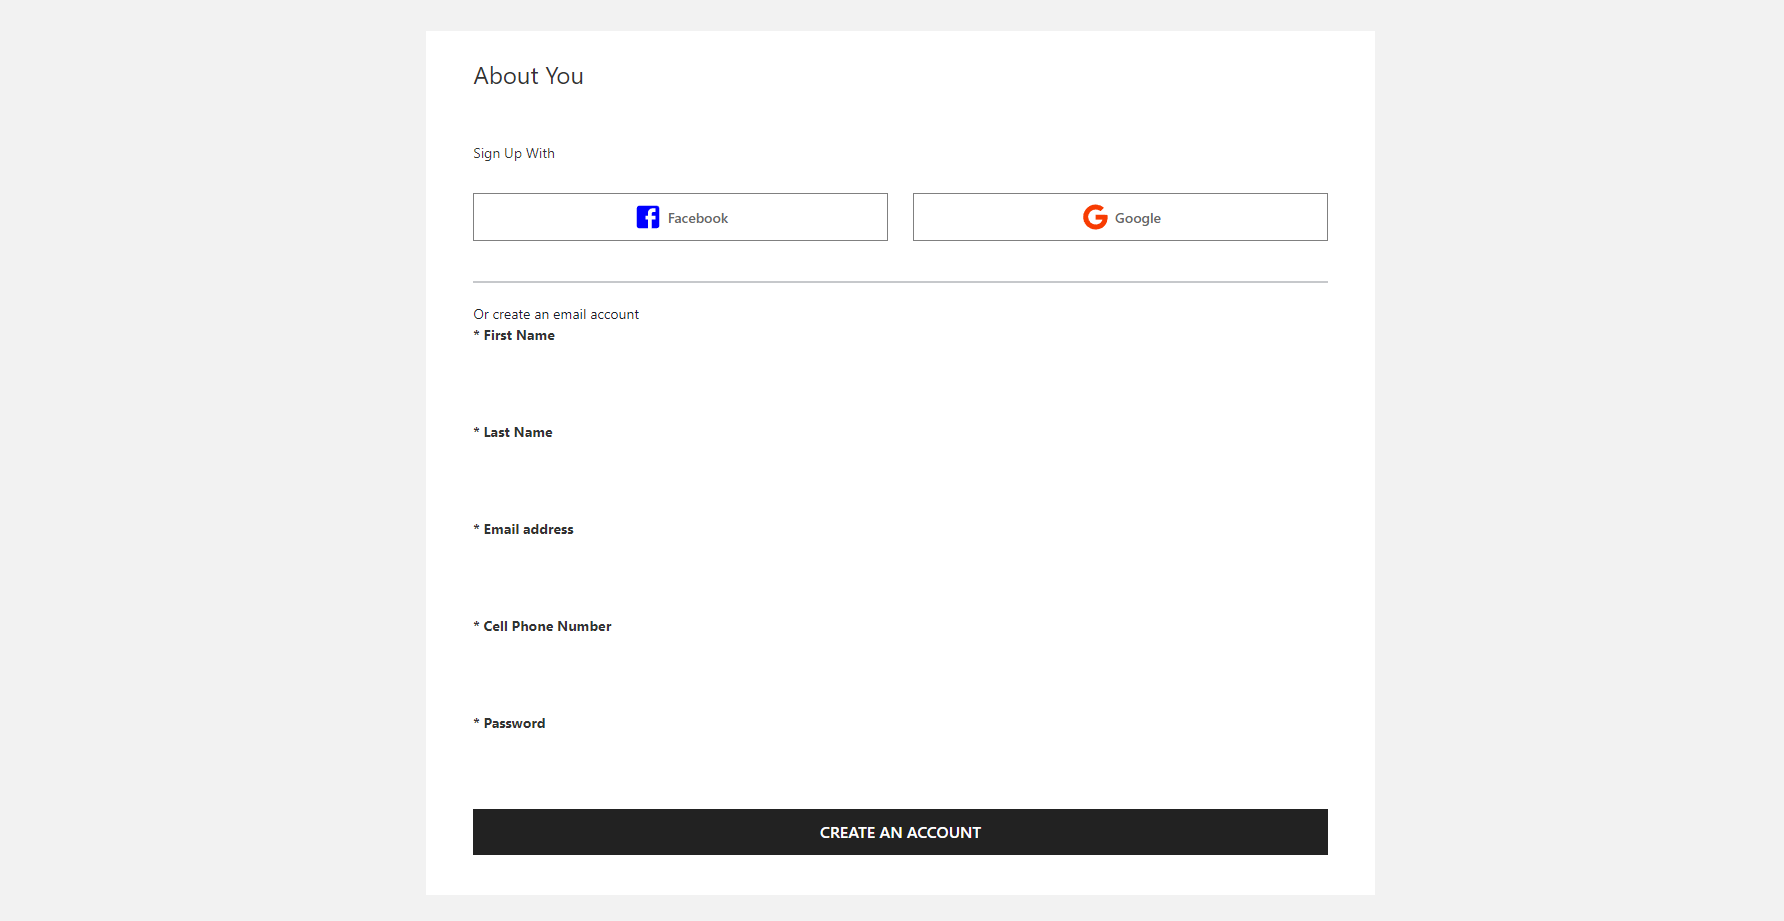 About You
Sign Up With
Facebook
Google
Or create an email account
* First Name
* Last Name
* Email address
* Cell Phone Number
* Password
CREATE AN ACCOUNT